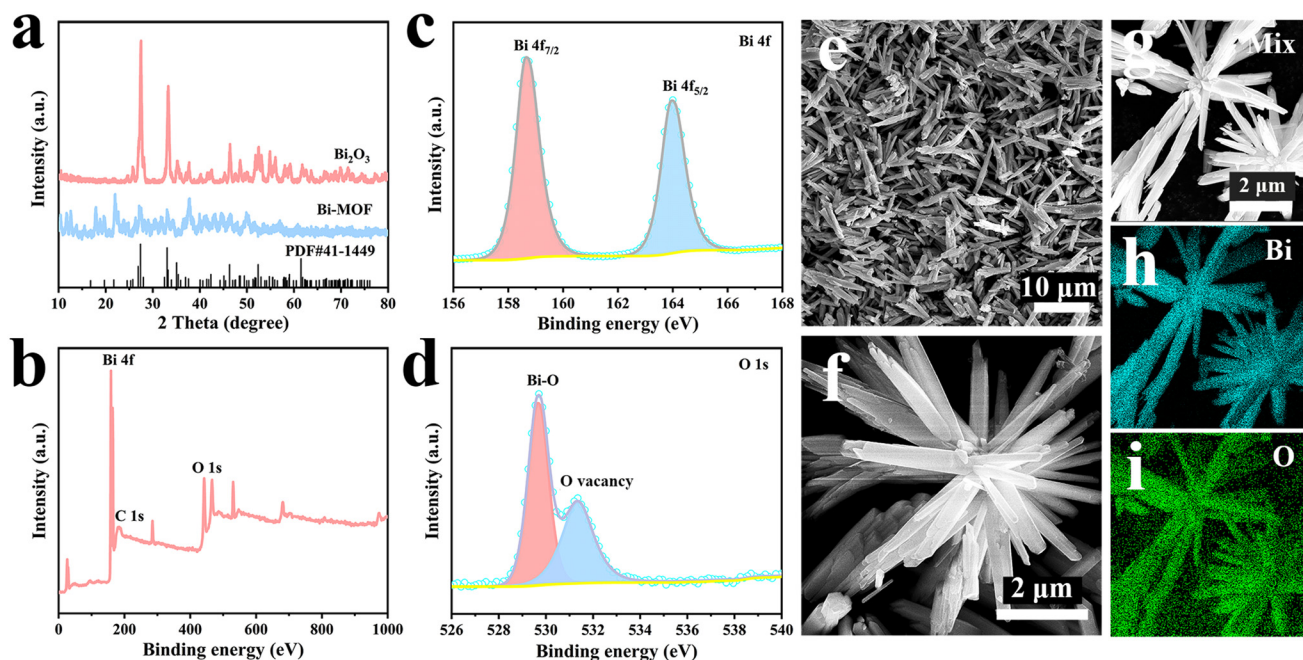 a
Intensity (a.u.)
Bi₂O₃
Bi-MOF
PDF#41-1449
10 20 30 40 50 60 70 80
2 Theta (degree)
b
Intensity (a.u.)
Bi 4f
C 1s
O 1s
0 200 400 600 800 1000
Binding energy (eV)
c
Intensity (a.u.)
Bi 4f
Bi 4f₇/₂
Bi 4f₅/₂
156 158 160 162 164 166 168
Binding energy (eV)
d
Intensity (a.u.)
O 1s
Bi-O
O vacancy
526 528 530 532 534 536 538 540
Binding energy (eV)
e
10 µm
f
2 µm
g
Mix
2 µm
h
Bi
i
O